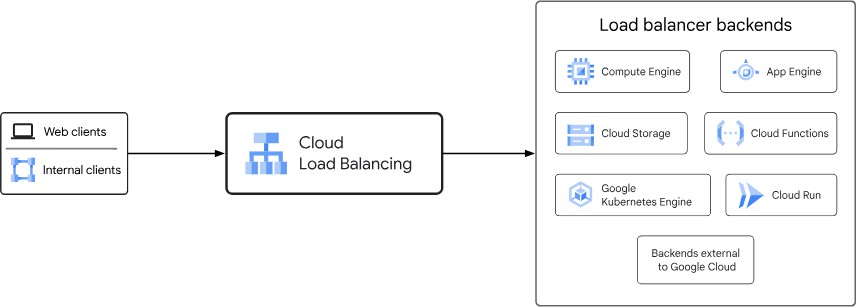 Web clients
Internal clients
Cloud
Load Balancing
Load balancer backends
Compute Engine
App Engine
Cloud Storage
Cloud Functions
Google
Kubernetes Engine
Cloud Run
Backends external
to Google Cloud